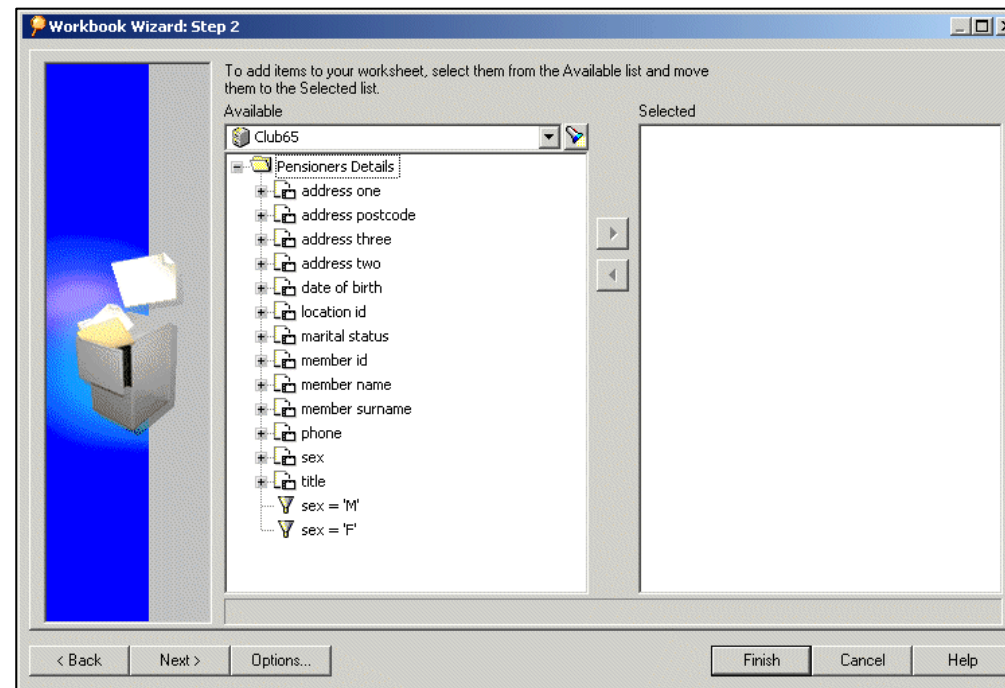 Workbook Wizard: Step 2
To add items to your worksheet, select them from the Available list and move
them to the Selected list.
Available
Selected
Club65
Pensioners Details
address one
address postcode
address three
address two
date of birth
location id
marital status
member id
member name
member surname
phone
sex
title
sex = 'M'
sex = 'F'
< Back
Next >
Options...
Finish
Cancel
Help